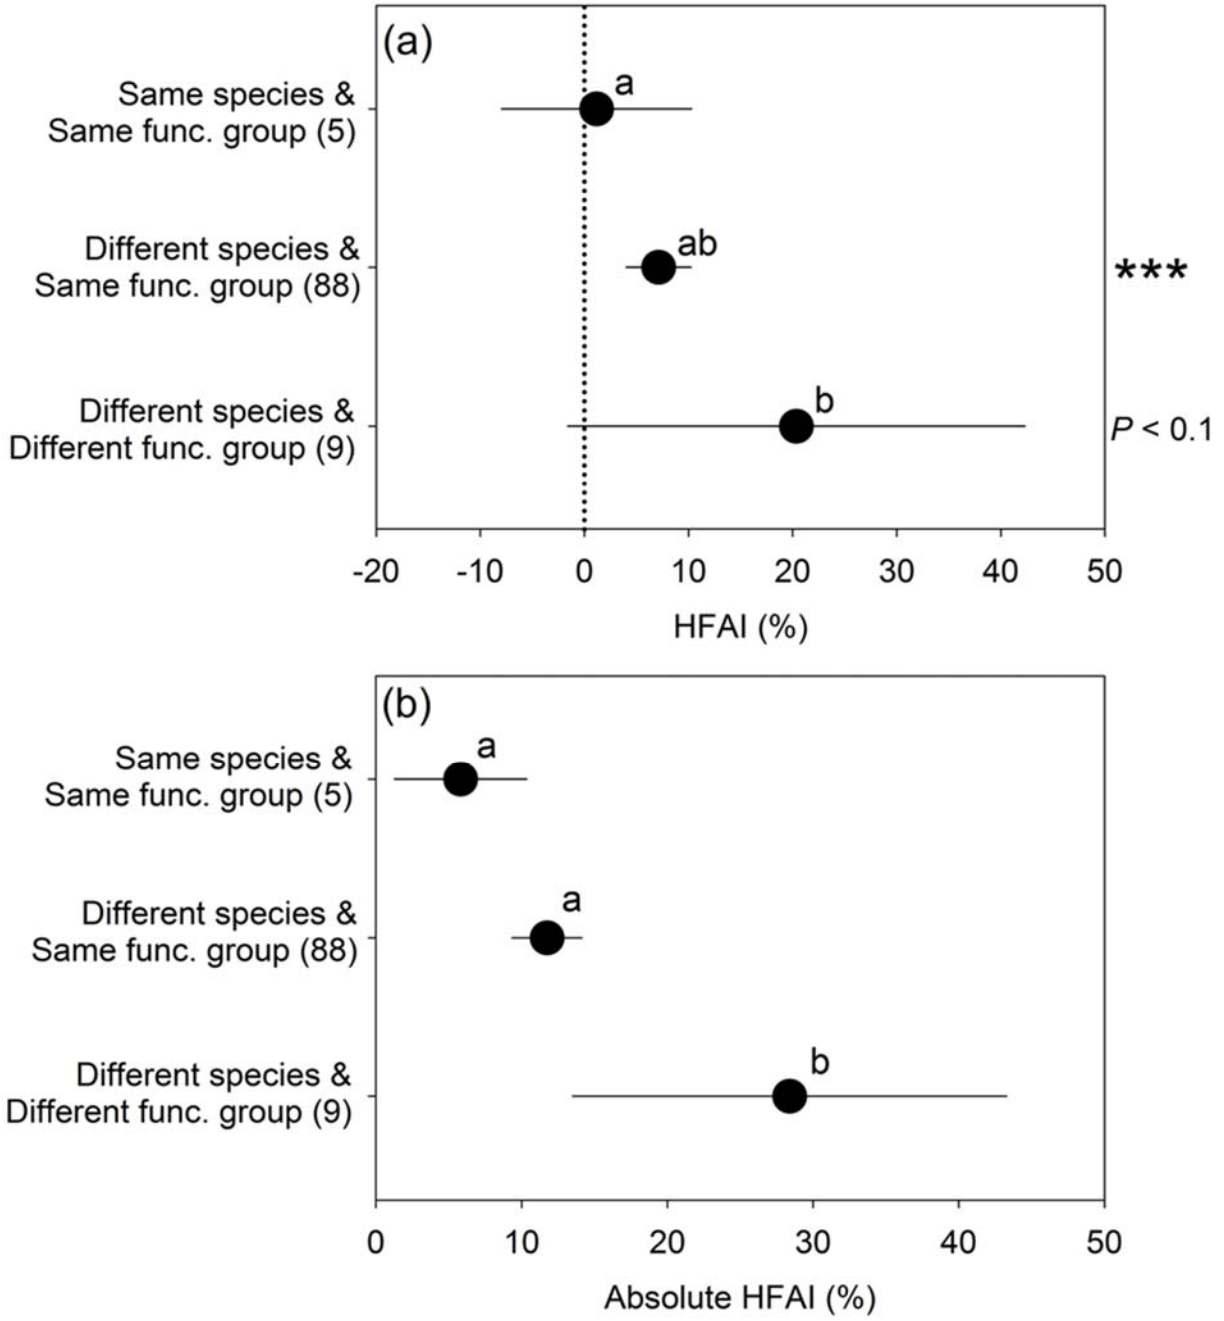 (a)
a
Same species &
Same func. group (5)
ab
Different species &
Same func. group (88)
***
b
Different species &
Different func. group (9)
P < 0.1
-20 -10 0 10 20 30 40 50
HFAI (%)
(b)
a
Same species &
Same func. group (5)
a
Different species &
Same func. group (88)
b
Different species &
Different func. group (9)
0 10 20 30 40 50
Absolute HFAI (%)